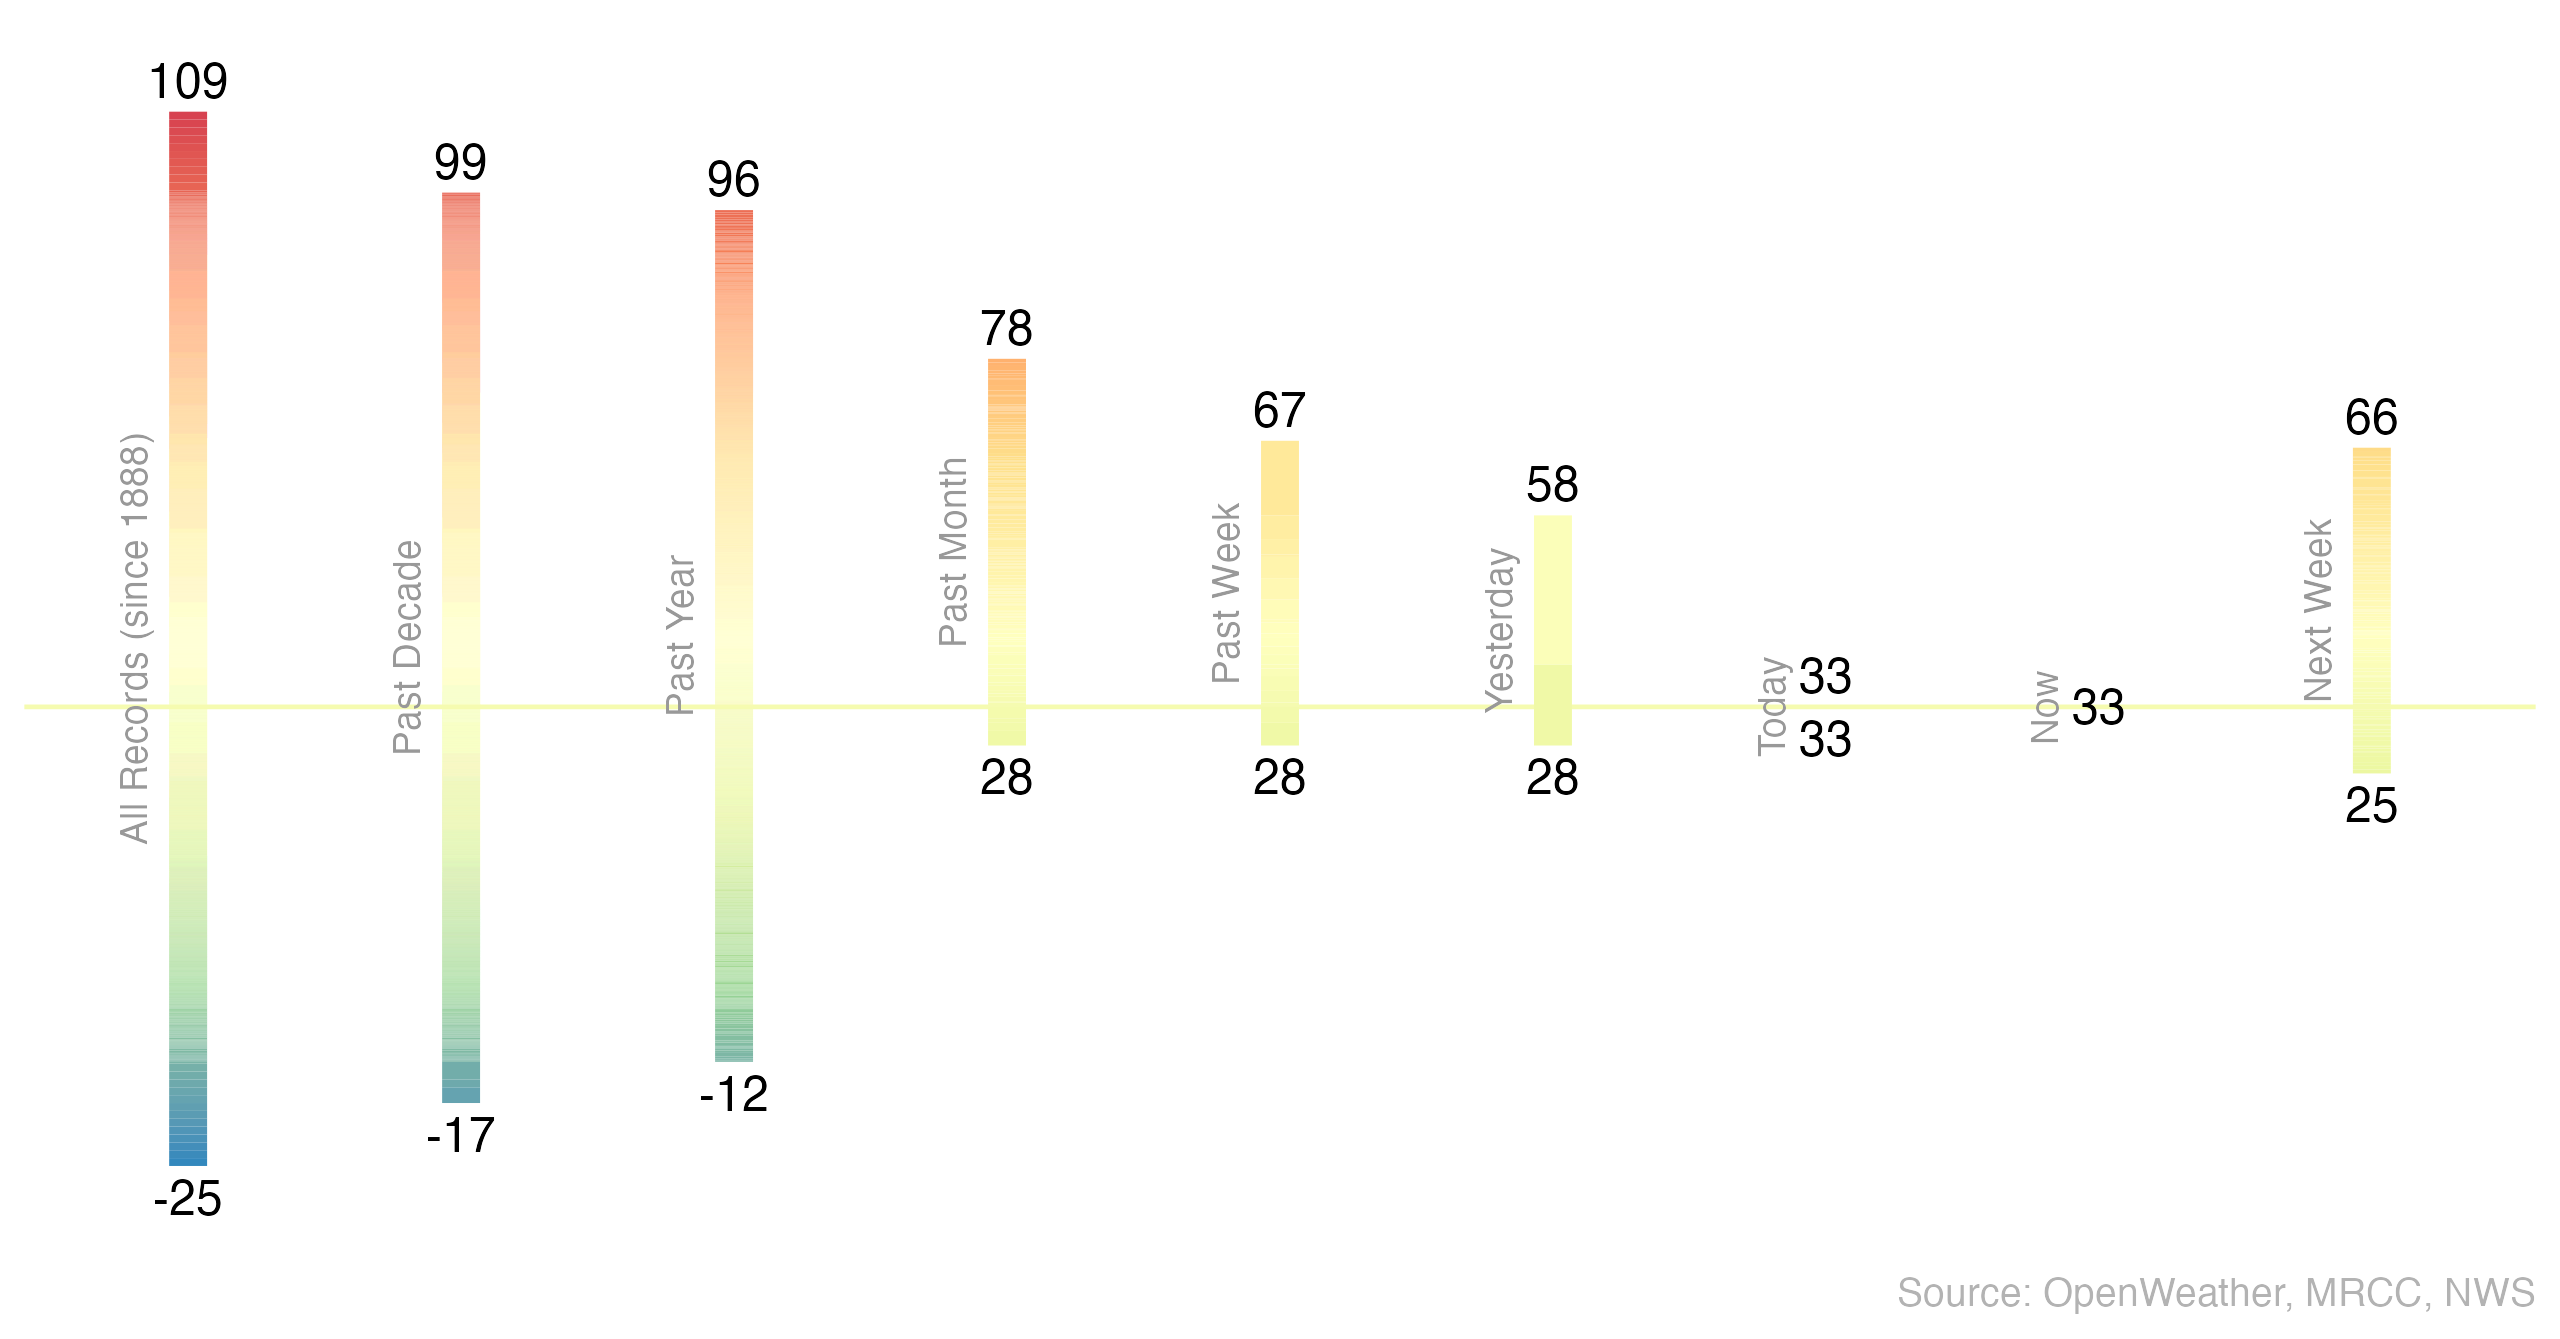 109
All Records (since 1888)
-25
99
Past Decade
-17
96
Past Year
-12
78
Past Month
28
67
Past Week
28
58
Yesterday
28
Today
33
33
Now
33
66
Next Week
25
Source: OpenWeather, MRCC, NWS